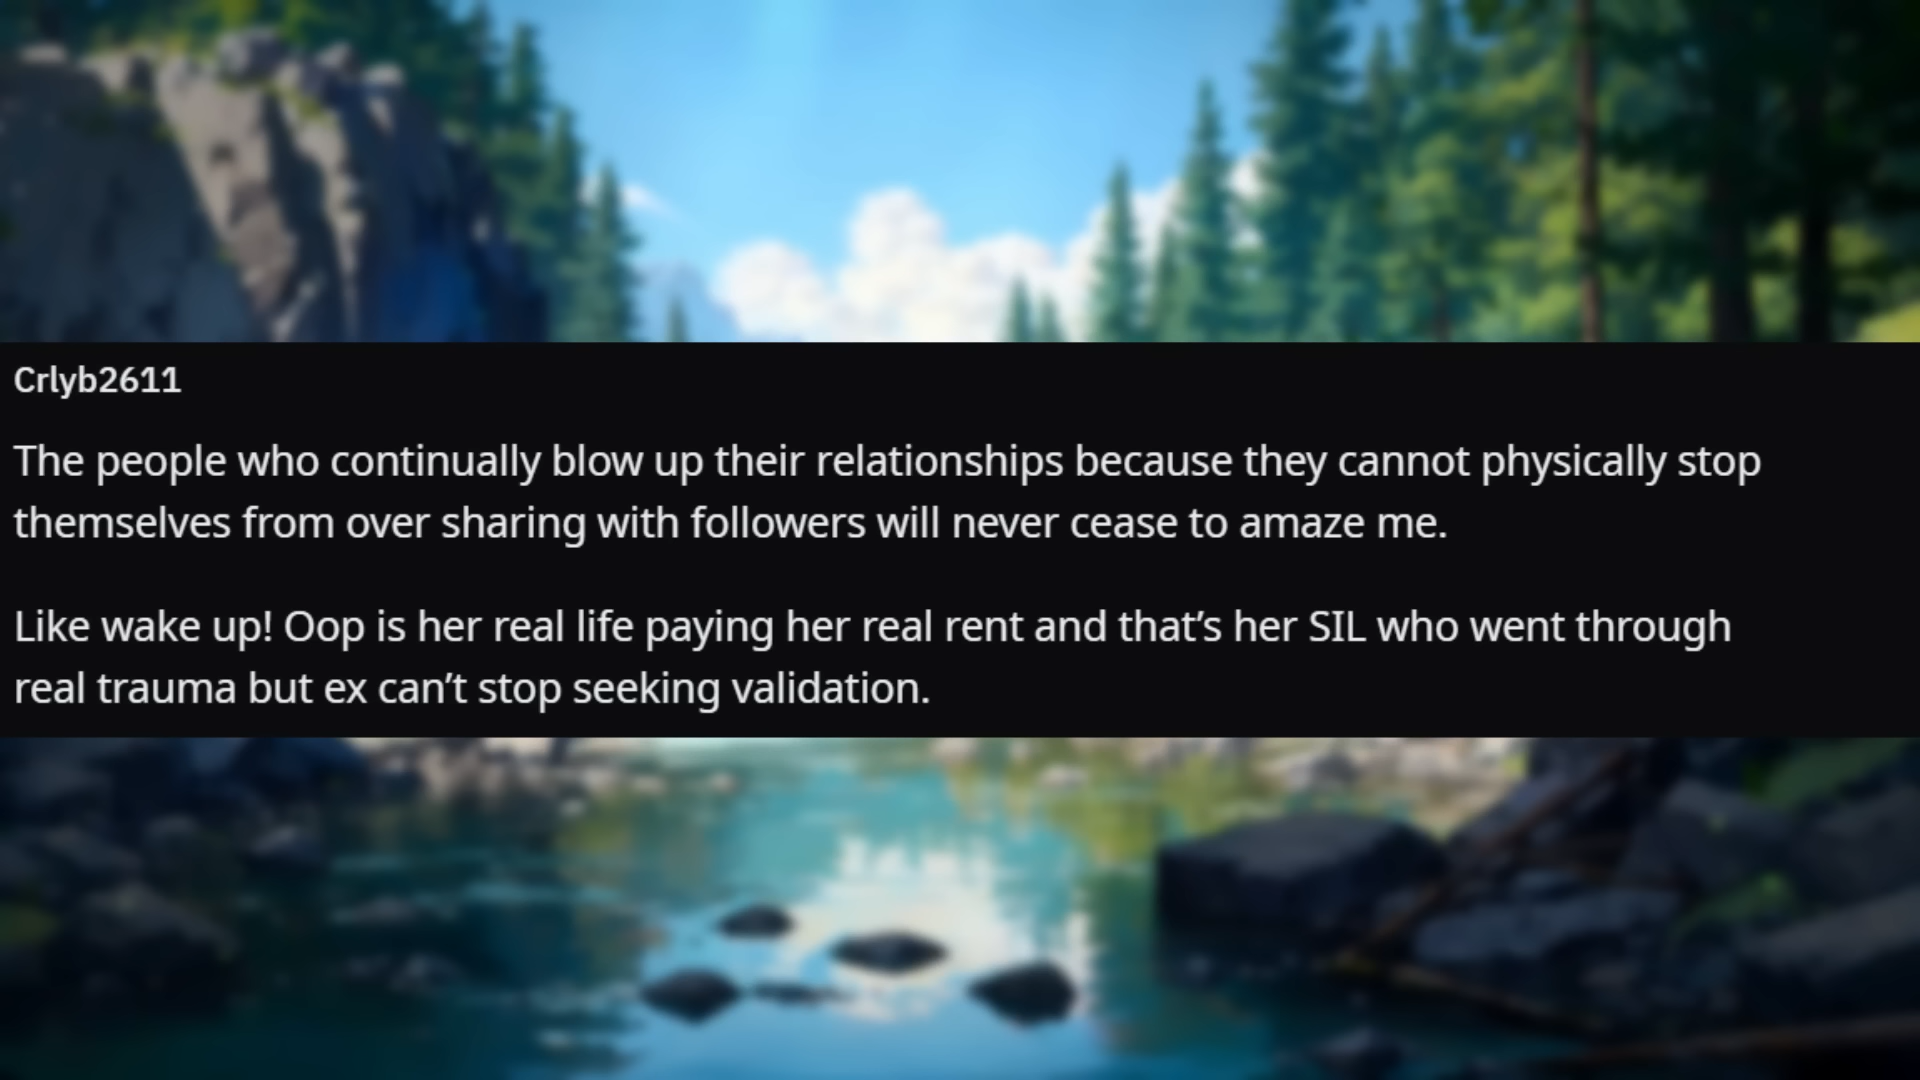 Crlyb2611
The people who continually blow up their relationships because they cannot physically stop
themselves from over sharing with followers will never cease to amaze me.
Like wake up! Oop is her real life paying her real rent and that’s her SIL who went through
real trauma but ex can’t stop seeking validation.